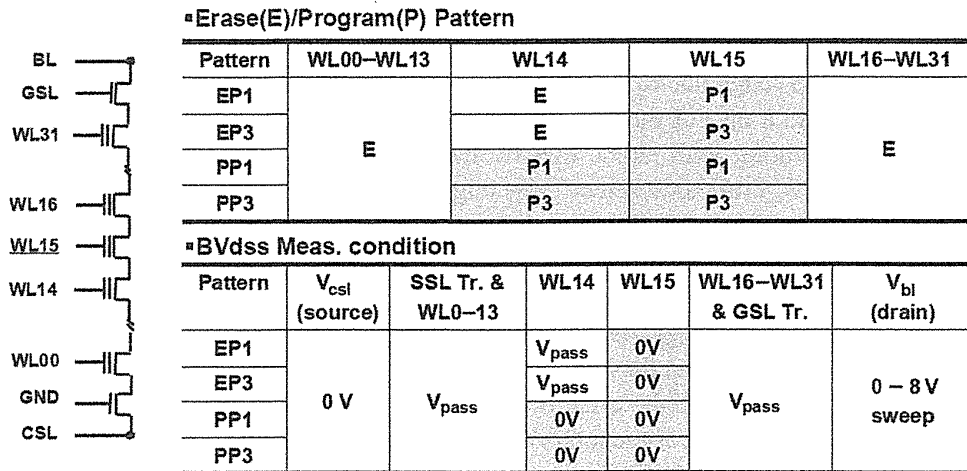 ▪Erase(E)/Program(P) Pattern
Pattern WL00–WL13 WL14 WL15 WL16–WL31
EP1 E P1
EP3 E P3
E E
PP1 P1 P1
PP3 P3 P3
▪BVdss Meas. condition
Pattern Vcsl (source) SSL Tr. & WL0–13 WL14 WL15 WL16–WL31 & GSL Tr. Vbl (drain)
EP1 Vpass 0V
EP3 Vpass 0V
0 V Vpass Vpass 0 – 8 V sweep
PP1 0V 0V
PP3 0V 0V
BL
GSL
WL31
WL16
WL15
WL14
WL00
GND
CSL